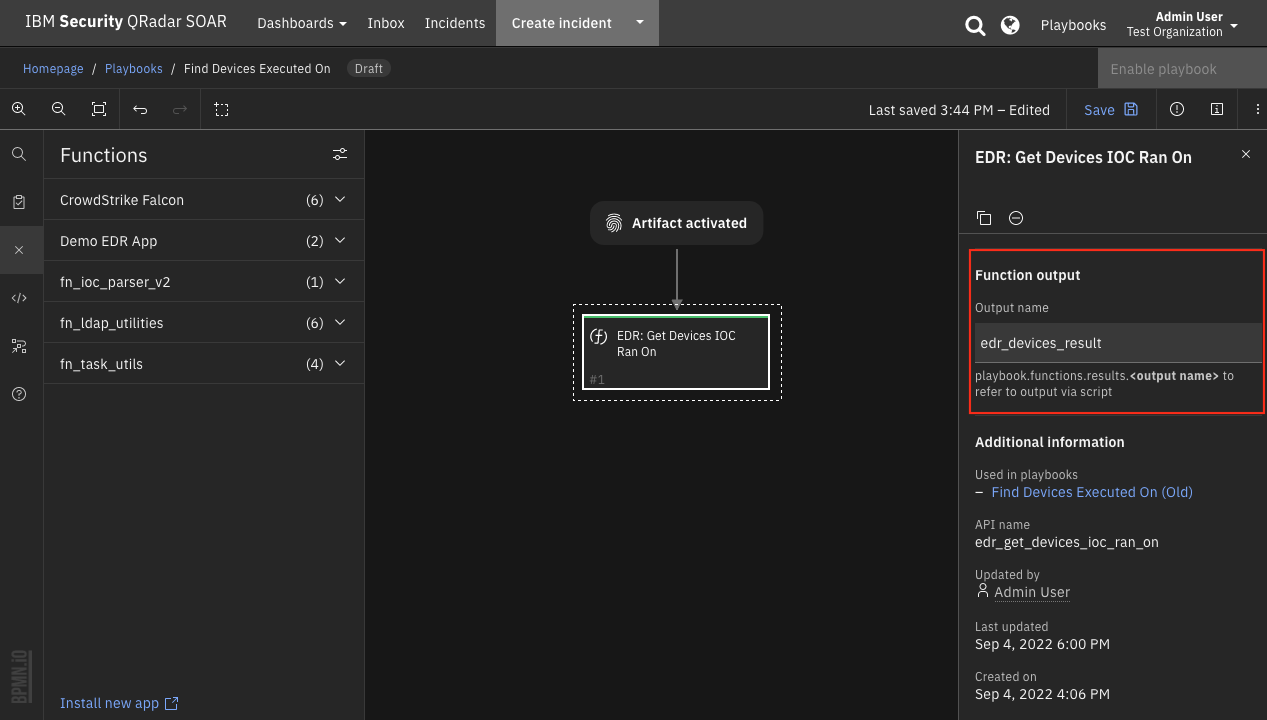 IBM Security QRadar SOAR
Dashboards
Inbox
Incidents
Create incident
Playbooks
Admin User
Test Organization
Homepage / Playbooks / Find Devices Executed On
Draft
Enable playbook
Last saved 3:44 PM – Edited
Save
Functions
CrowdStrike Falcon (6)
Demo EDR App (2)
fn_ioc_parser_v2 (1)
fn_ldap_utilities (6)
fn_task_utils (4)
Install new app
BPMN.iO
Artifact activated
EDR: Get Devices IOC
Ran On
#1
EDR: Get Devices IOC Ran On
Function output
Output name
edr_devices_result
playbook.functions.results.<output name> to
refer to output via script
Additional information
Used in playbooks
– Find Devices Executed On (Old)
API name
edr_get_devices_ioc_ran_on
Updated by
Admin User
Last updated
Sep 4, 2022 6:00 PM
Created on
Sep 4, 2022 4:06 PM